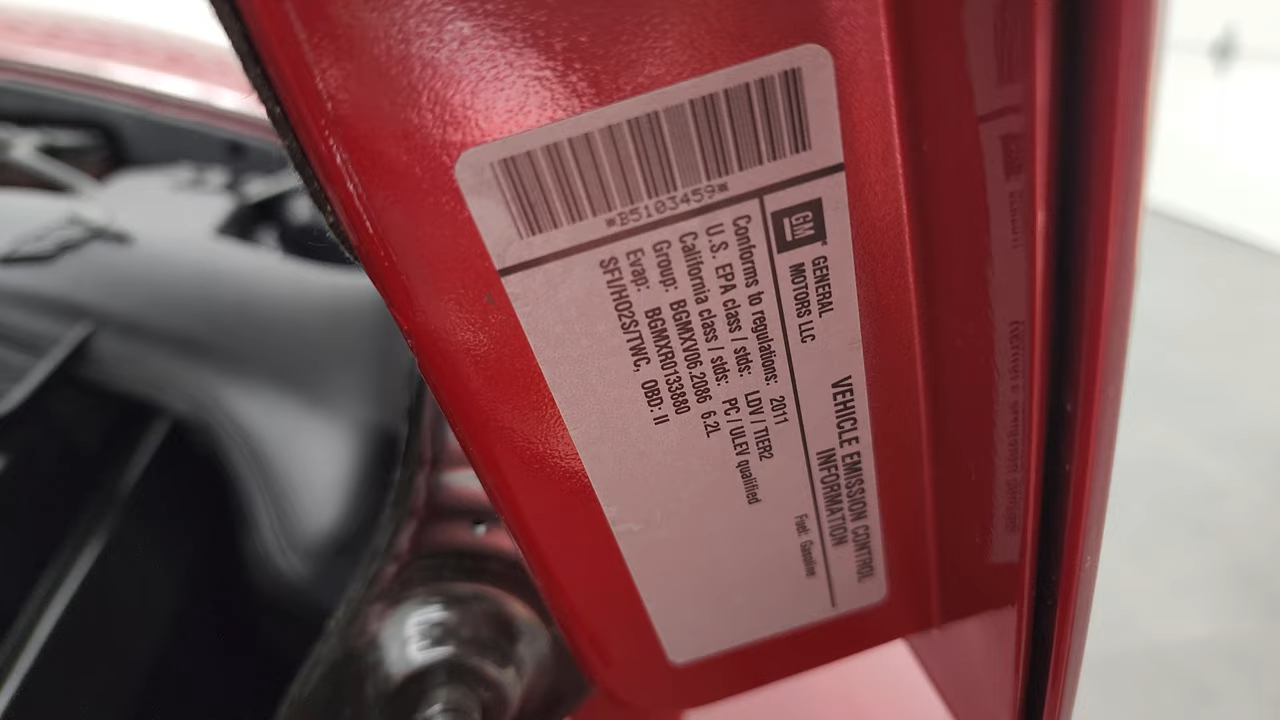 *B5103459*
GM GENERAL
MOTORS LLC
VEHICLE EMISSION CONTROL
INFORMATION
Conforms to regulations: 2011 Fuel: Gasoline
U.S. EPA class / stds: LDV / TIER2
California class / stds: PC / ULEV qualified
Group: BGMXV06.2086 6.2L
Evap: BGMXR0133880
SFI/HO2S/TWC, OBD: II